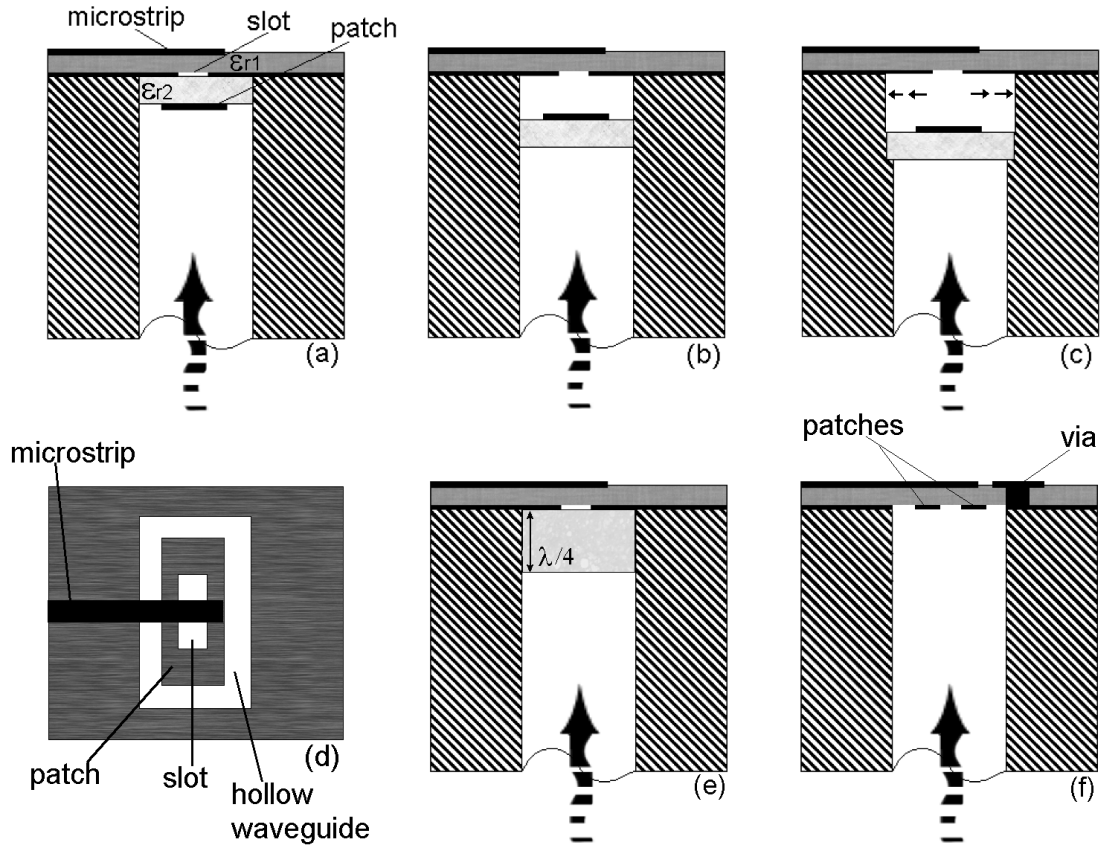 microstrip
slot
patch
εr1
εr2
(a)
(b)
(c)
microstrip
patch
slot
hollow
waveguide
(d)
λ/4
(e)
patches
via
(f)